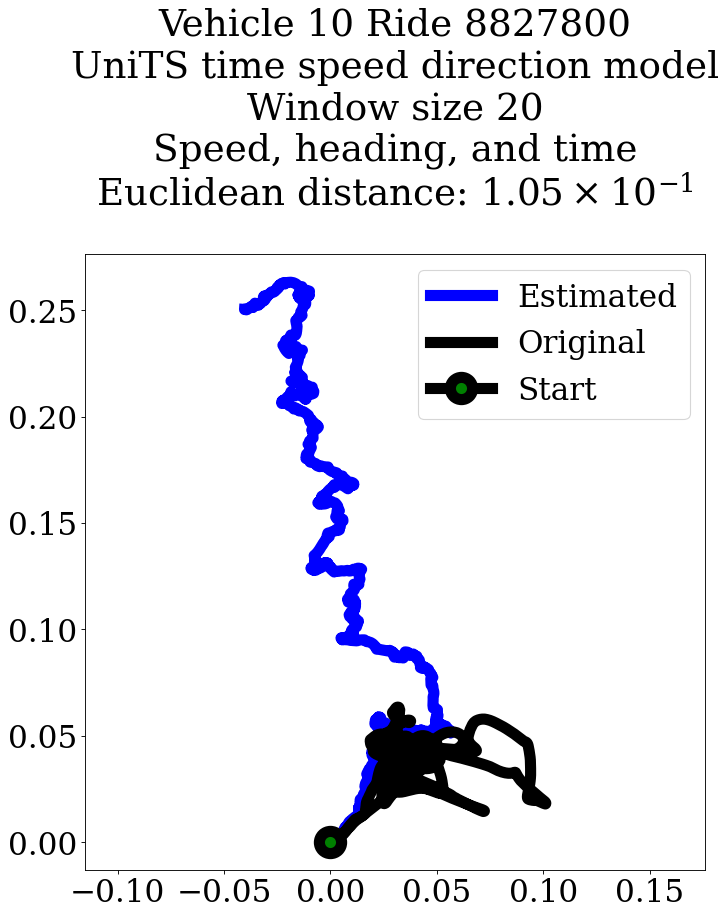 Vehicle 10 Ride 8827800
UniTS time speed direction model
Window size 20
Speed, heading, and time
Euclidean distance: 1.05 × 10⁻¹
Estimated
Original
Start
0.25
0.20
0.15
0.10
0.05
0.00
−0.10 −0.05 0.00 0.05 0.10 0.15